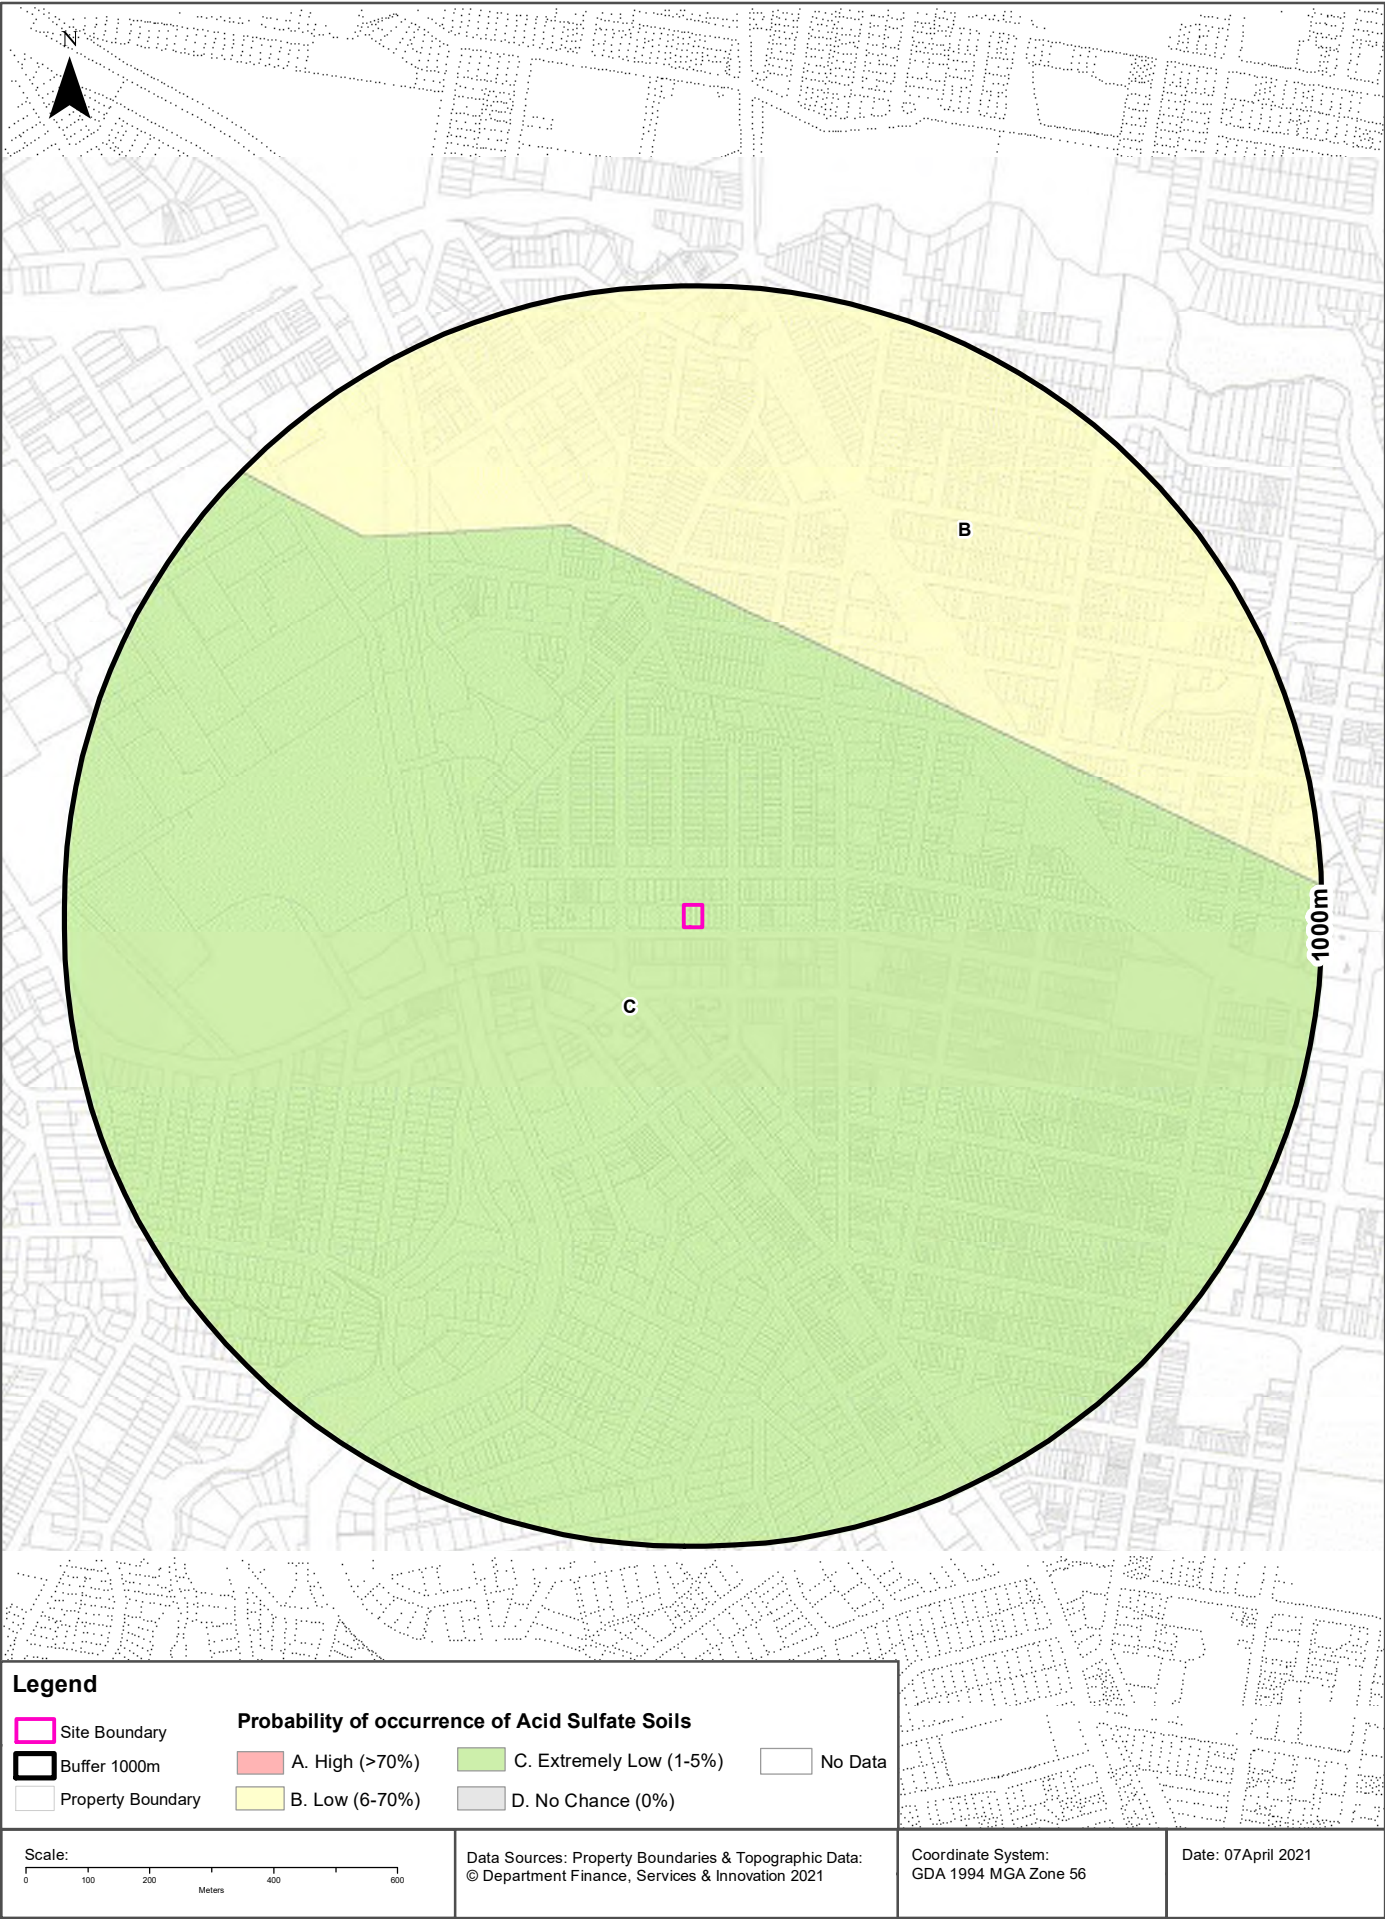 N
B
1000m
C
Legend
Site Boundary
Buffer 1000m
Property Boundary
Probability of occurrence of Acid Sulfate Soils
A. High (>70%)
C. Extremely Low (1-5%)
No Data
B. Low (6-70%)
D. No Chance (0%)
Scale:
0 100 200 400 600
Meters
Data Sources: Property Boundaries & Topographic Data:
© Department Finance, Services & Innovation 2021
Coordinate System:
GDA 1994 MGA Zone 56
Date: 07April 2021